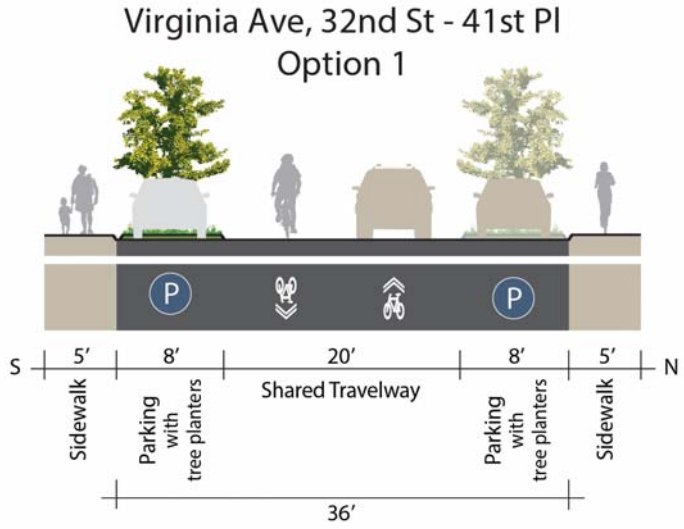 Virginia Ave, 32nd St - 41st Pl
Option 1
P
P
S
5’
8’
20’
8’
5’
N
Sidewalk
Parking
with
tree planters
Shared Travelway
Parking
with
tree planters
Sidewalk
36’